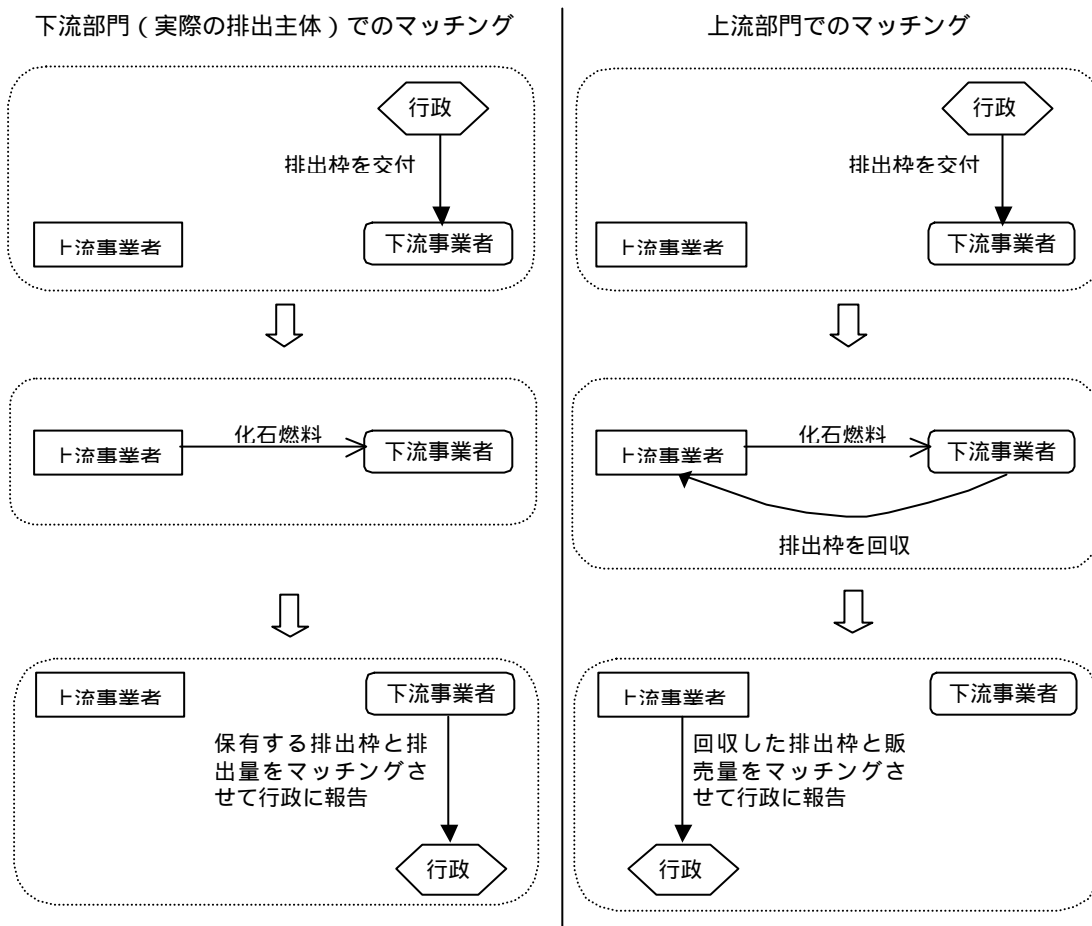 下流部門（実際の排出主体）でのマッチング
行政
排出枠を交付
上流事業者
下流事業者
化石燃料
上流事業者
下流事業者
上流事業者
下流事業者
保有する排出枠と排
出量をマッチングさ
せて行政に報告
行政
上流部門でのマッチング
行政
排出枠を交付
上流事業者
下流事業者
化石燃料
上流事業者
下流事業者
排出枠を回収
上流事業者
下流事業者
回収した排出枠と販
売量をマッチングさ
せて行政に報告
行政